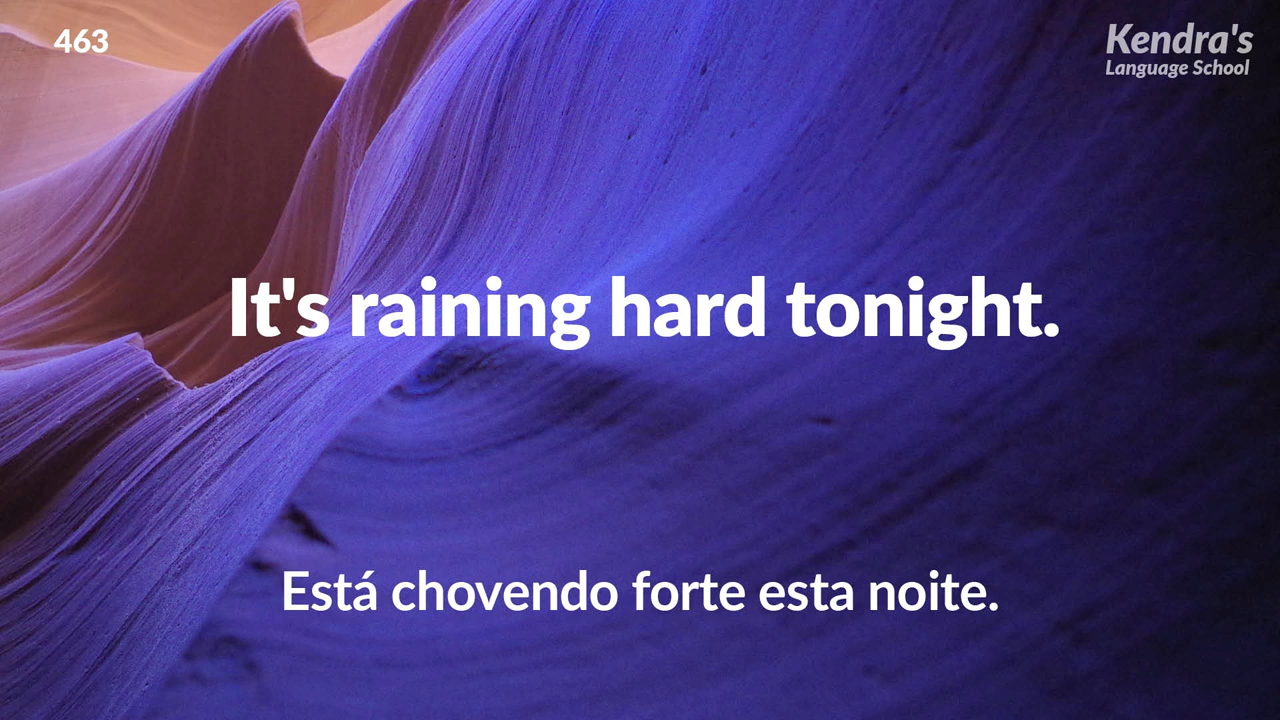 463
Kendra's
Language School
It's raining hard tonight.
Está chovendo forte esta noite.